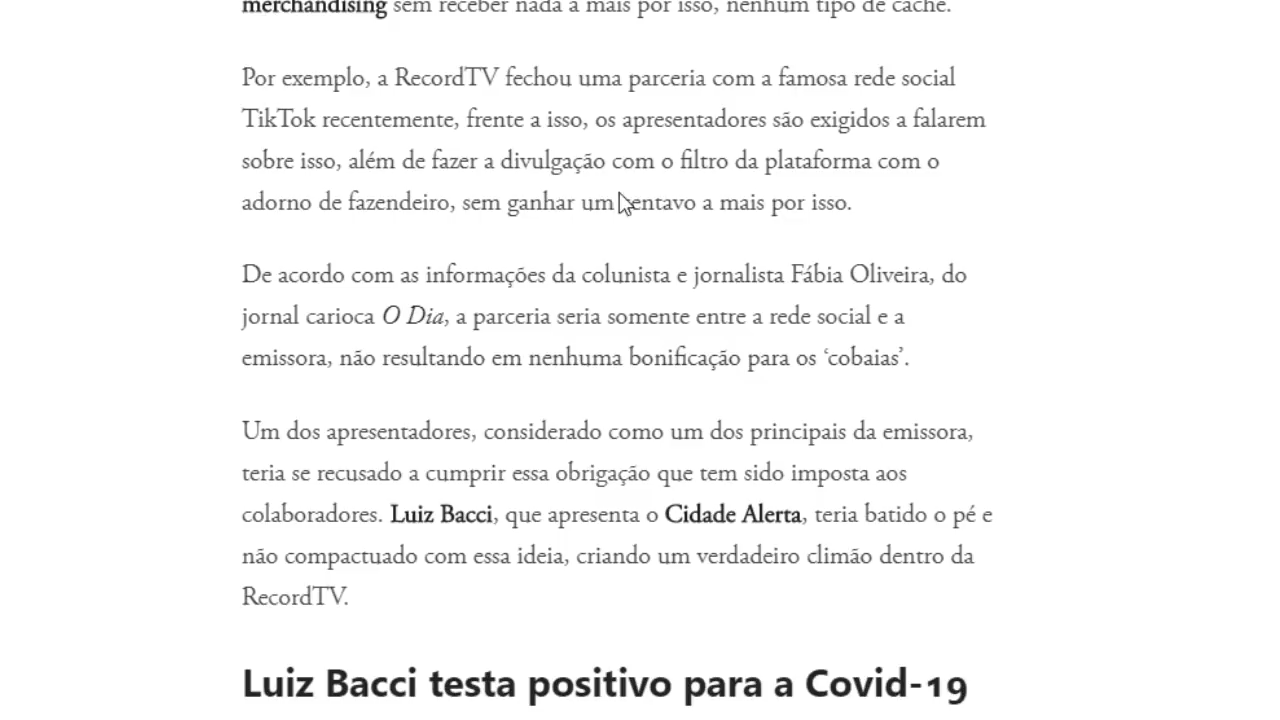 merchandising sem receber nada a mais por isso, nenhum tipo de cachê.
Por exemplo, a RecordTV fechou uma parceria com a famosa rede social
TikTok recentemente, frente a isso, os apresentadores são exigidos a falarem
sobre isso, além de fazer a divulgação com o filtro da plataforma com o
adorno de fazendeiro, sem ganhar um centavo a mais por isso.
De acordo com as informações da colunista e jornalista Fábia Oliveira, do
jornal carioca O Dia, a parceria seria somente entre a rede social e a
emissora, não resultando em nenhuma bonificação para os ‘cobaias’.
Um dos apresentadores, considerado como um dos principais da emissora,
teria se recusado a cumprir essa obrigação que tem sido imposta aos
colaboradores. Luiz Bacci, que apresenta o Cidade Alerta, teria batido o pé e
não compactuado com essa ideia, criando um verdadeiro climão dentro da
RecordTV.
Luiz Bacci testa positivo para a Covid-19